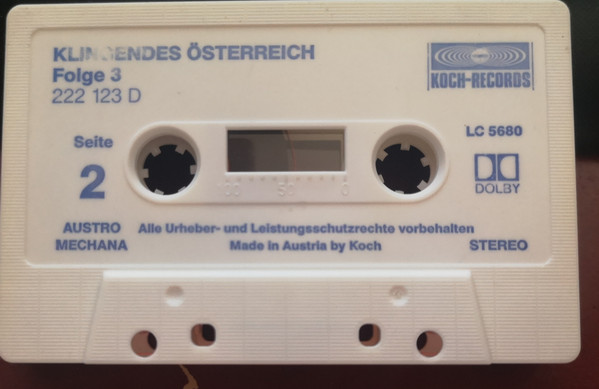 KLINGENDES ÖSTERREICH
Folge 3
222 123 D
KOCH-RECORDS
Seite
2
LC 5680
DOLBY
100 50 0
AUSTRO
MECHANA
Alle Urheber- und Leistungsschutzrechte vorbehalten
Made in Austria by Koch
STEREO